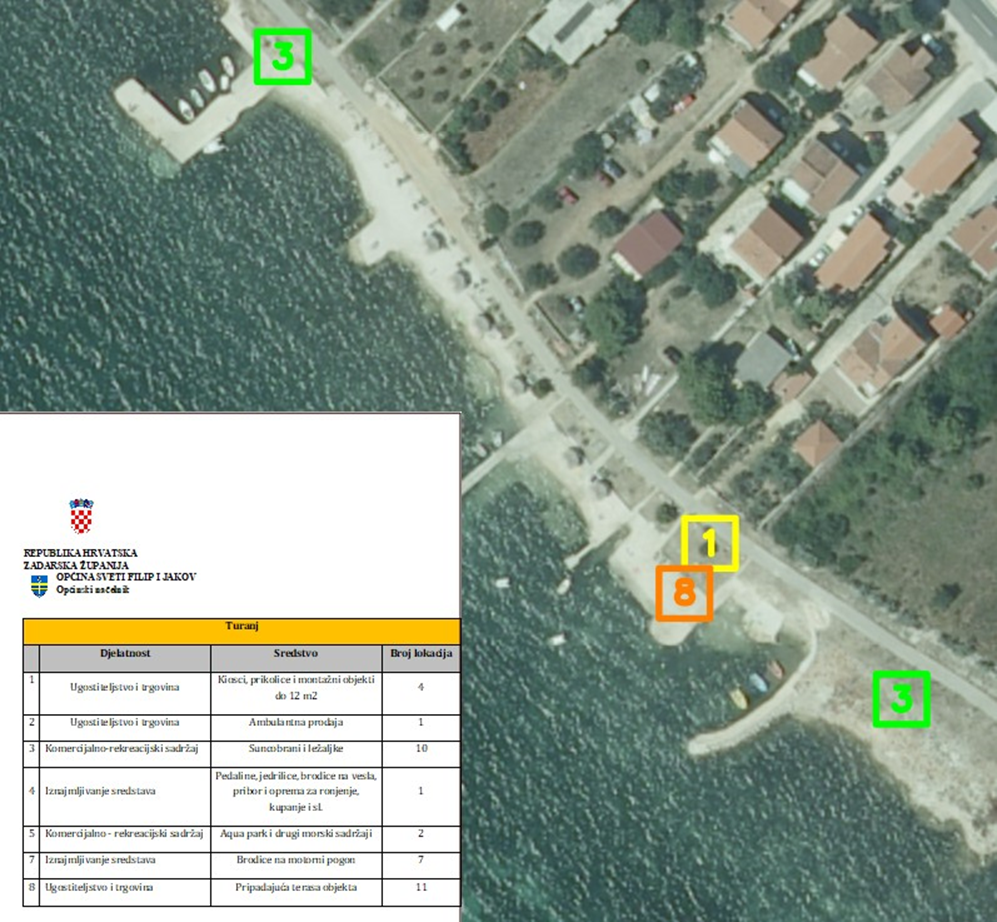 3
1
8
3
REPUBLIKA HRVATSKA
ZADARSKA ŽUPANIJA
OPĆINA SVETI FILIP I JAKOV
Općinski načelnik
Turanj
Djelatnost Sredstvo Broj lokacija
1 Ugostiteljstvo i trgovina Kiosci, prikolice i montažni objekti do 12 m2 4
2 Ugostiteljstvo i trgovina Ambulantna prodaja 1
3 Komercijalno-rekreacijski sadržaj Suncobrani i ležaljke 10
4 Iznajmljivanje sredstava Pedaline, jedrilice, brodice na vesla, pribor i oprema za ronjenje, kupanje i sl. 1
5 Komercijalno - rekreacijski sadržaj Aqua park i drugi morski sadržaji 2
7 Iznajmljivanje sredstava Brodice na motorni pogon 7
8 Ugostiteljstvo i trgovina Pripadajuća terasa objekta 11